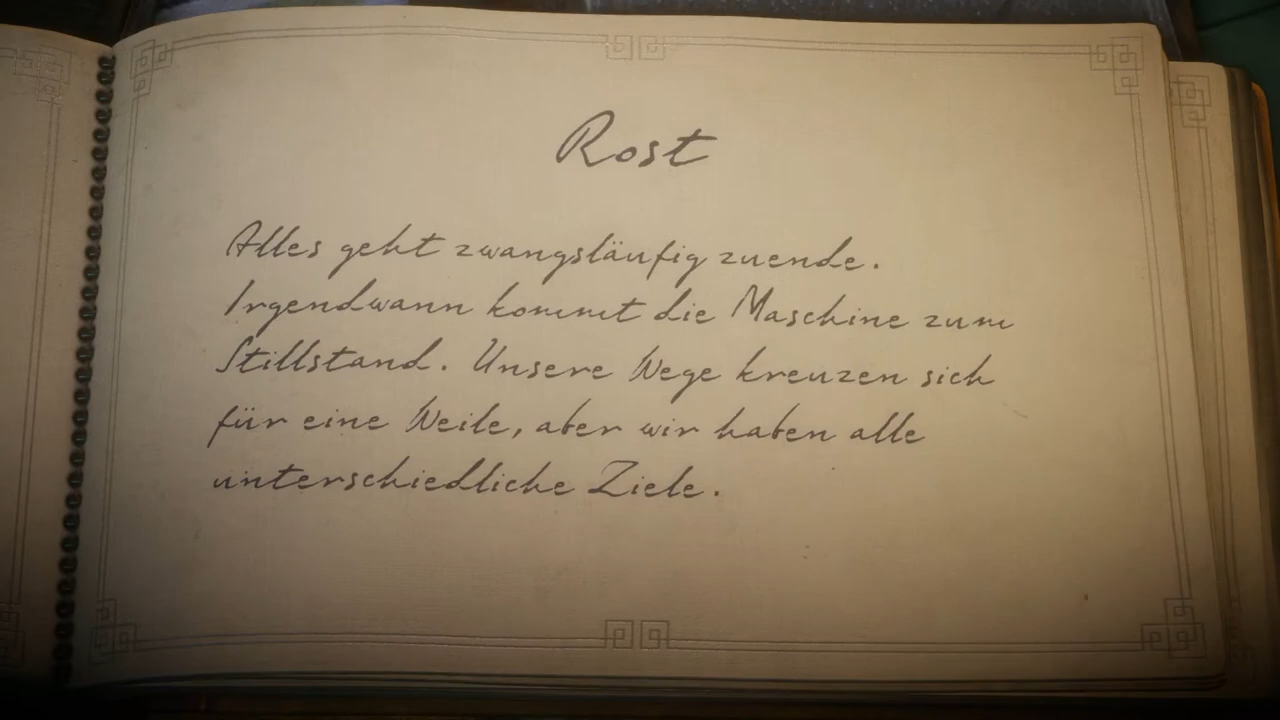 Rost
Alles geht zwangsläufig zuende.
Irgendwann kommt die Maschine zum
Stillstand. Unsere Wege kreuzen sich
für eine Weile, aber wir haben alle
unterschiedliche Ziele.